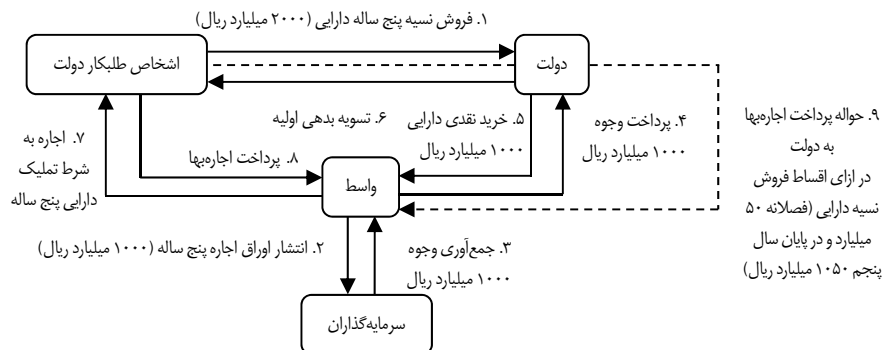 ۱. فروش نسیه پنج ساله دارایی (۲۰۰۰ میلیارد ریال)
اشخاص طلبکار دولت
دولت
۷. اجاره به
شرط تملیک
دارایی پنج ساله
۸. پرداخت اجاره‌بها
۶. تسویه بدهی اولیه
۵. خرید نقدی دارایی
۱۰۰۰ میلیارد ریال
۴. پرداخت وجوه
۱۰۰۰ میلیارد ریال
۹. حواله پرداخت اجاره‌بها
به دولت
در ازای اقساط فروش
نسیه دارایی (فصلانه ۵۰
میلیارد و در پایان سال
پنجم ۱۰۵۰ میلیارد ریال)
واسط
۲. انتشار اوراق اجاره پنج ساله (۱۰۰۰ میلیارد ریال)
۳. جمع‌آوری وجوه
۱۰۰۰ میلیارد ریال
سرمایه‌گذاران